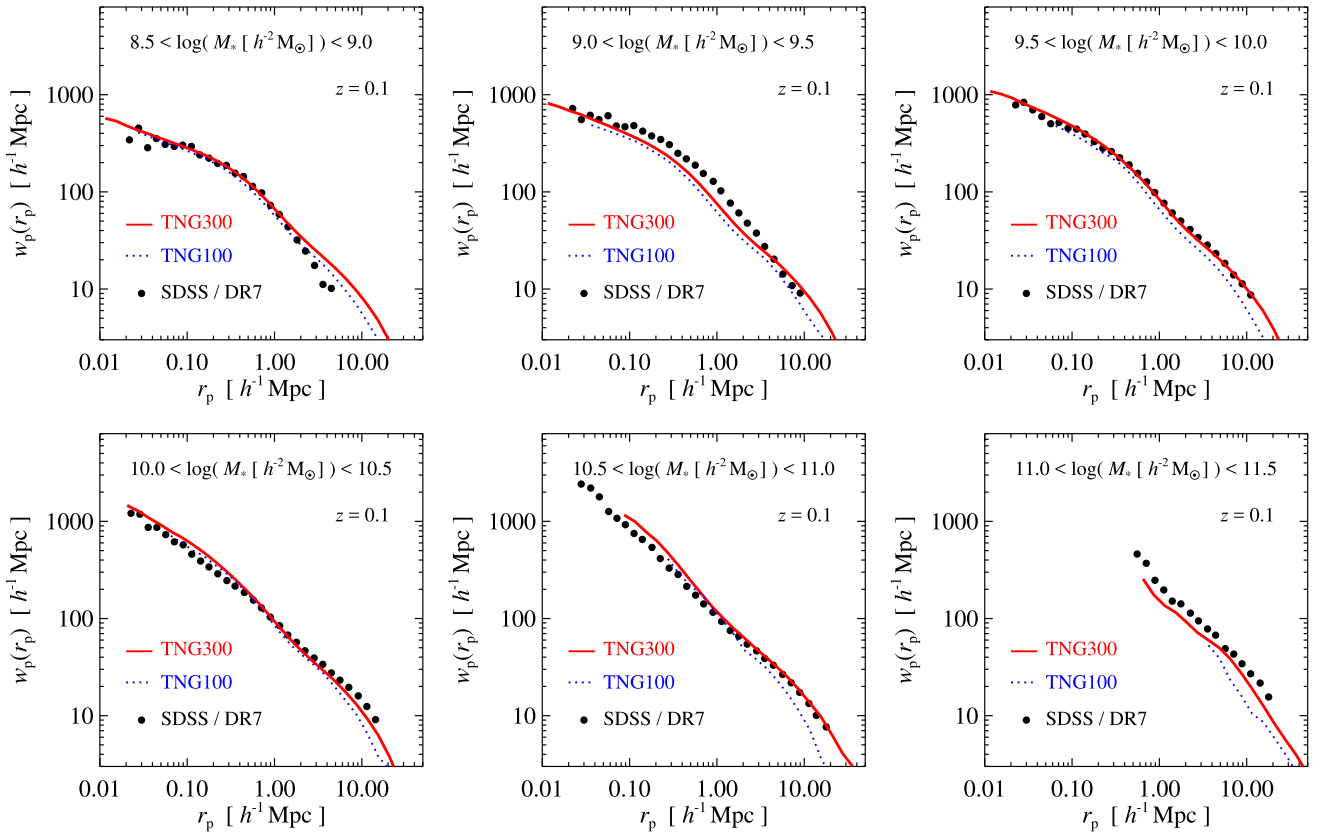 8.5 < log( M* [ h-2 M⊙ ] ) < 9.0
z = 0.1
wp(rp) [ h-1 Mpc ]
1000
100
10
TNG300
TNG100
SDSS / DR7
0.01 0.10 1.00 10.00
rp [ h-1 Mpc ]
9.0 < log( M* [ h-2 M⊙ ] ) < 9.5
z = 0.1
wp(rp) [ h-1 Mpc ]
1000
100
10
TNG300
TNG100
SDSS / DR7
0.01 0.10 1.00 10.00
rp [ h-1 Mpc ]
9.5 < log( M* [ h-2 M⊙ ] ) < 10.0
z = 0.1
wp(rp) [ h-1 Mpc ]
1000
100
10
TNG300
TNG100
SDSS / DR7
0.01 0.10 1.00 10.00
rp [ h-1 Mpc ]
10.0 < log( M* [ h-2 M⊙ ] ) < 10.5
z = 0.1
wp(rp) [ h-1 Mpc ]
1000
100
10
TNG300
TNG100
SDSS / DR7
0.01 0.10 1.00 10.00
rp [ h-1 Mpc ]
10.5 < log( M* [ h-2 M⊙ ] ) < 11.0
z = 0.1
wp(rp) [ h-1 Mpc ]
1000
100
10
TNG300
TNG100
SDSS / DR7
0.01 0.10 1.00 10.00
rp [ h-1 Mpc ]
11.0 < log( M* [ h-2 M⊙ ] ) < 11.5
z = 0.1
wp(rp) [ h-1 Mpc ]
1000
100
10
TNG300
TNG100
SDSS / DR7
0.01 0.10 1.00 10.00
rp [ h-1 Mpc ]